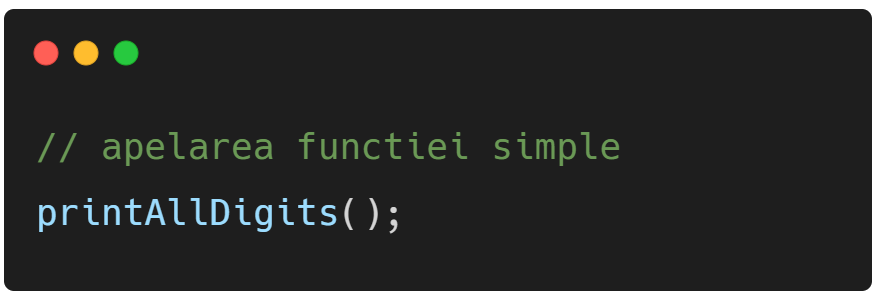 // apelarea functiei simple
printAllDigits();